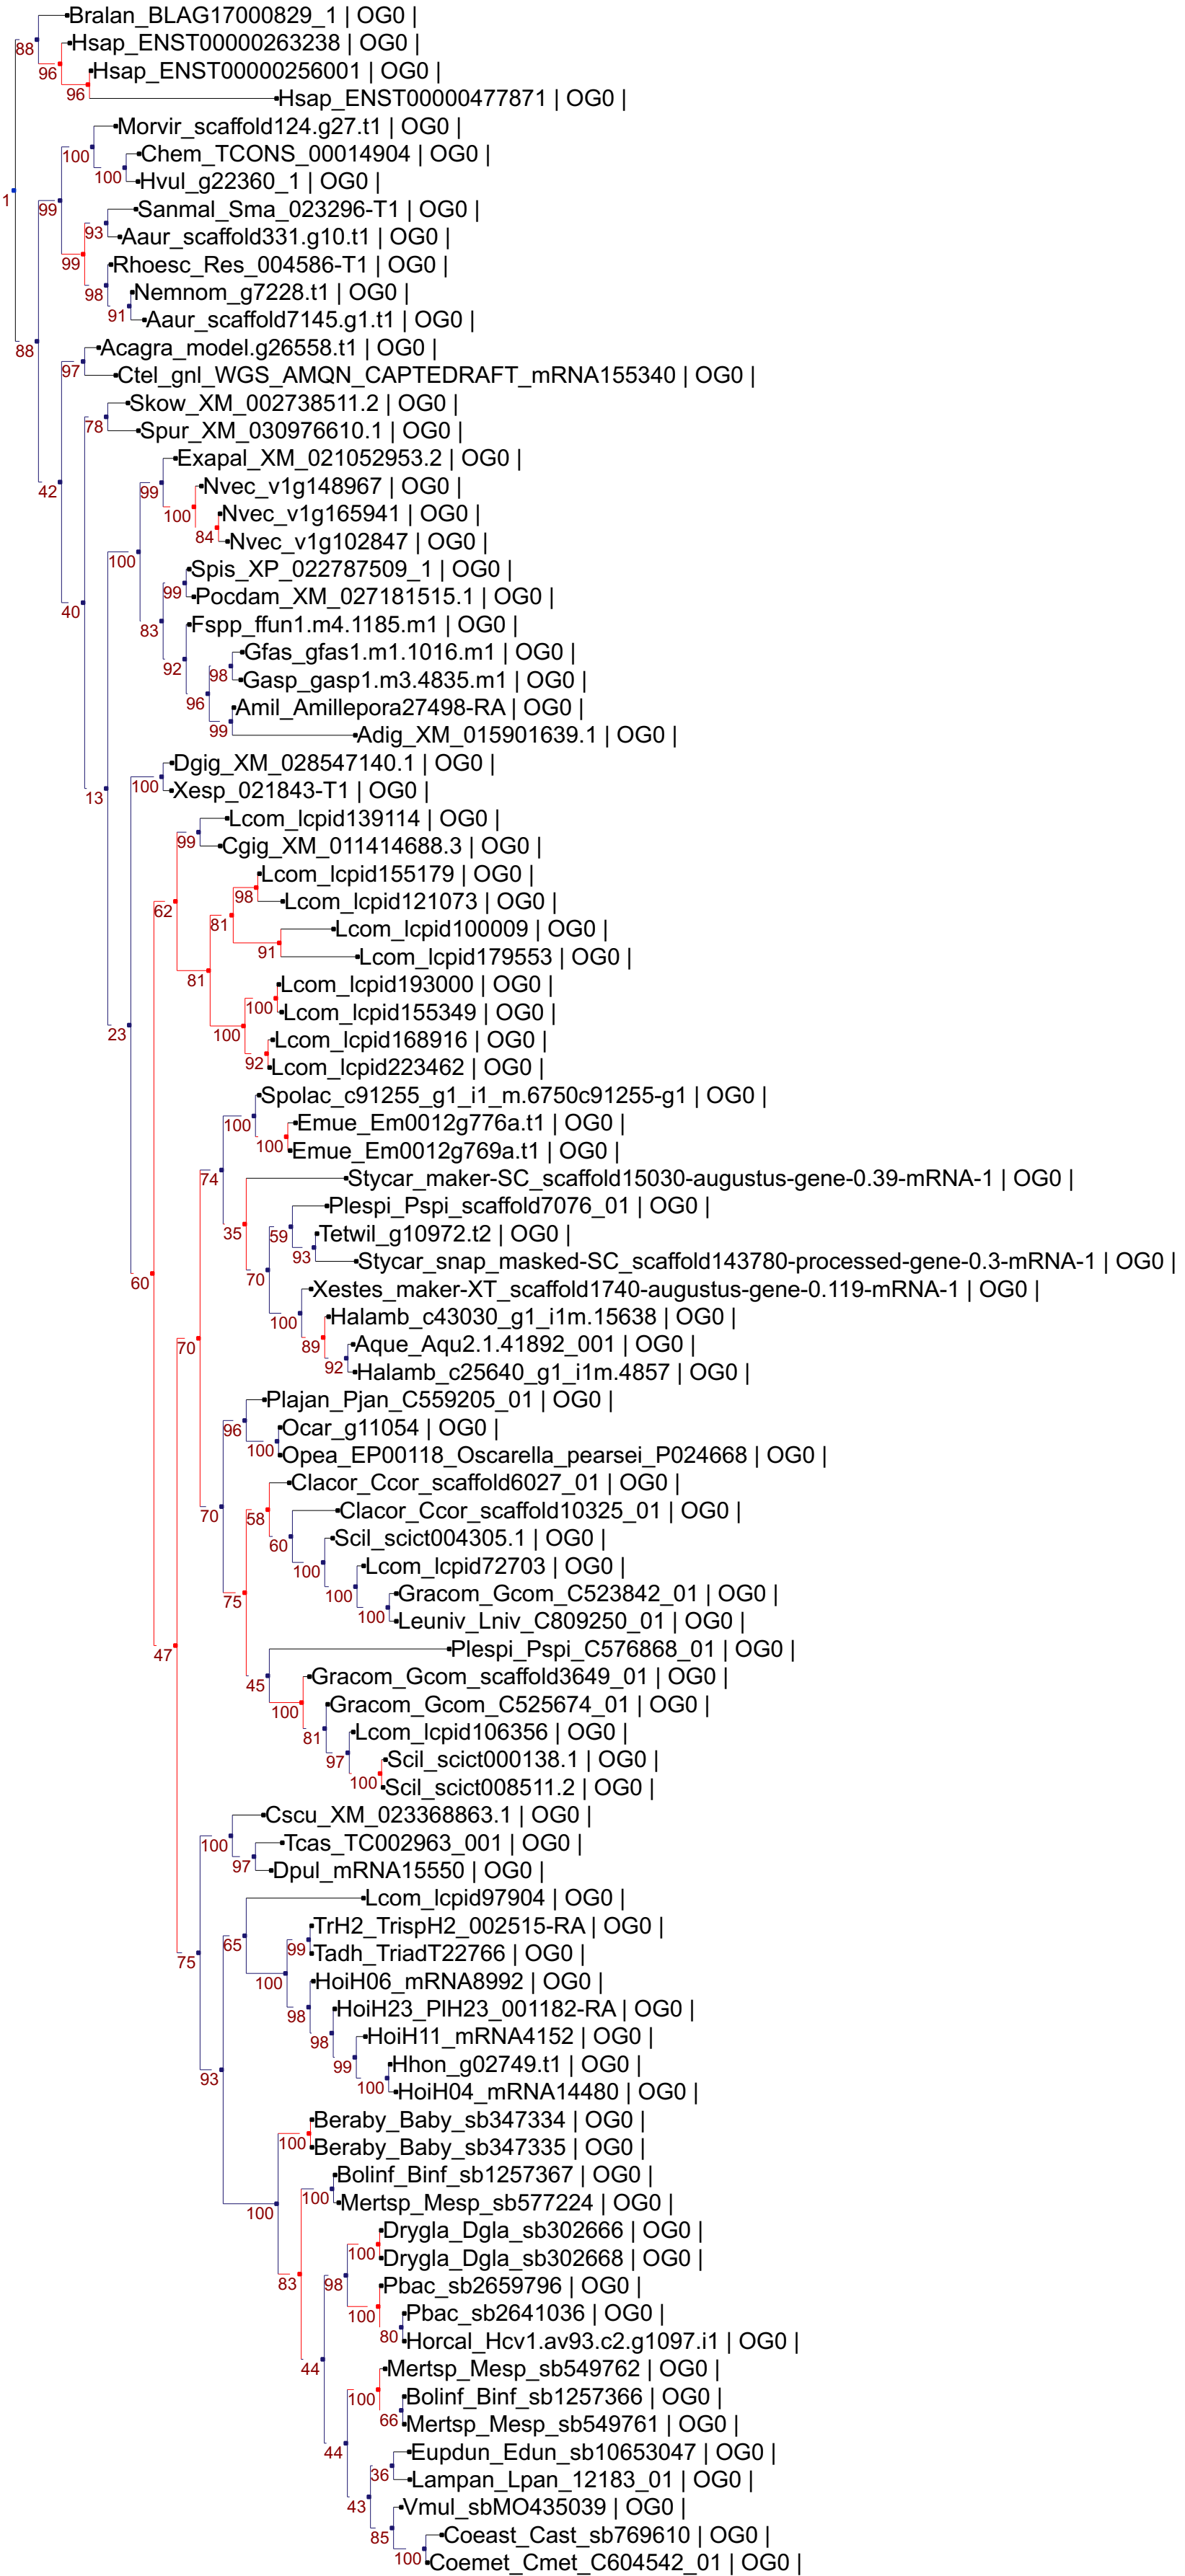 Bralan_BLAG17000829_1 | OG0 |
88
Hsap_ENST00000263238 | OG0 |
96
Hsap_ENST00000256001 | OG0 |
96
Hsap_ENST00000477871 | OG0 |
Morvir_scaffold124.g27.t1 | OG0 |
100
Chem_TCONS_00014904 | OG0 |
100
Hvul_g22360_1 | OG0 |
1
99
Sanmal_Sma_023296-T1 | OG0 |
93
Aaur_scaffold331.g10.t1 | OG0 |
99
Rhoesc_Res_004586-T1 | OG0 |
98
Nemnom_g7228.t1 | OG0 |
91
Aaur_scaffold7145.g1.t1 | OG0 |
88
Acagra_model.g26558.t1 | OG0 |
97
Ctel_gnl_WGS_AMQN_CAPTEDRAFT_mRNA155340 | OG0 |
Skow_XM_002738511.2 | OG0 |
78
Spur_XM_030976610.1 | OG0 |
Exapal_XM_021052953.2 | OG0 |
42
99
Nvec_v1g148967 | OG0 |
100
Nvec_v1g165941 | OG0 |
84
Nvec_v1g102847 | OG0 |
100
Spis_XP_022787509_1 | OG0 |
99
Pocdam_XM_027181515.1 | OG0 |
40
Fspp_ffun1.m4.1185.m1 | OG0 |
83
Gfas_gfas1.m1.1016.m1 | OG0 |
92
98
Gasp_gasp1.m3.4835.m1 | OG0 |
96
Amil_Amillepora27498-RA | OG0 |
99
Adig_XM_015901639.1 | OG0 |
Dgig_XM_028547140.1 | OG0 |
100
Xesp_021843-T1 | OG0 |
13
Lcom_lcpid139114 | OG0 |
99
Cgig_XM_011414688.3 | OG0 |
Lcom_lcpid155179 | OG0 |
98
Lcom_lcpid121073 | OG0 |
62
81
Lcom_lcpid100009 | OG0 |
91
Lcom_lcpid179553 | OG0 |
81
Lcom_lcpid193000 | OG0 |
100
Lcom_lcpid155349 | OG0 |
23
100
Lcom_lcpid168916 | OG0 |
92
Lcom_lcpid223462 | OG0 |
Spolac_c91255_g1_i1_m.6750c91255-g1 | OG0 |
100
Emue_Em0012g776a.t1 | OG0 |
100
Emue_Em0012g769a.t1 | OG0 |
74
Stycar_maker-SC_scaffold15030-augustus-gene-0.39-mRNA-1 | OG0 |
Plespi_Pspi_scaffold7076_01 | OG0 |
35
59
Tetwil_g10972.t2 | OG0 |
93
Stycar_snap_masked-SC_scaffold143780-processed-gene-0.3-mRNA-1 | OG0 |
60
70
Xestes_maker-XT_scaffold1740-augustus-gene-0.119-mRNA-1 | OG0 |
100
Halamb_c43030_g1_i1m.15638 | OG0 |
70
89
Aque_Aqu2.1.41892_001 | OG0 |
92
Halamb_c25640_g1_i1m.4857 | OG0 |
Plajan_Pjan_C559205_01 | OG0 |
96
Ocar_g11054 | OG0 |
100
Opea_EP00118_Oscarella_pearsei_P024668 | OG0 |
Clacor_Ccor_scaffold6027_01 | OG0 |
70
58
Clacor_Ccor_scaffold10325_01 | OG0 |
60
Scil_scict004305.1 | OG0 |
100
Lcom_lcpid72703 | OG0 |
100
Gracom_Gcom_C523842_01 | OG0 |
75
100
Leuniv_Lniv_C809250_01 | OG0 |
47
Plespi_Pspi_C576868_01 | OG0 |
45
Gracom_Gcom_scaffold3649_01 | OG0 |
100
Gracom_Gcom_C525674_01 | OG0 |
81
Lcom_lcpid106356 | OG0 |
97
Scil_scict000138.1 | OG0 |
100
Scil_scict008511.2 | OG0 |
Cscu_XM_023368863.1 | OG0 |
100
Tcas_TC002963_001 | OG0 |
97
Dpul_mRNA15550 | OG0 |
Lcom_lcpid97904 | OG0 |
TrH2_TrispH2_002515-RA | OG0 |
75
65
99
Tadh_TriadT22766 | OG0 |
100
HoiH06_mRNA8992 | OG0 |
98
HoiH23_PlH23_001182-RA | OG0 |
98
HoiH11_mRNA4152 | OG0 |
99
Hhon_g02749.t1 | OG0 |
93
100
HoiH04_mRNA14480 | OG0 |
Beraby_Baby_sb347334 | OG0 |
100
Beraby_Baby_sb347335 | OG0 |
Bolinf_Binf_sb1257367 | OG0 |
100
Mertsp_Mesp_sb577224 | OG0 |
100
Drygla_Dgla_sb302666 | OG0 |
100
Drygla_Dgla_sb302668 | OG0 |
83
98
Pbac_sb2659796 | OG0 |
100
Pbac_sb2641036 | OG0 |
80
Horcal_Hcv1.av93.c2.g1097.i1 | OG0 |
44
Mertsp_Mesp_sb549762 | OG0 |
100
Bolinf_Binf_sb1257366 | OG0 |
66
Mertsp_Mesp_sb549761 | OG0 |
44
Eupdun_Edun_sb10653047 | OG0 |
36
Lampan_Lpan_12183_01 | OG0 |
43
Vmul_sbMO435039 | OG0 |
85
Coeast_Cast_sb769610 | OG0 |
100
Coemet_Cmet_C604542_01 | OG0 |